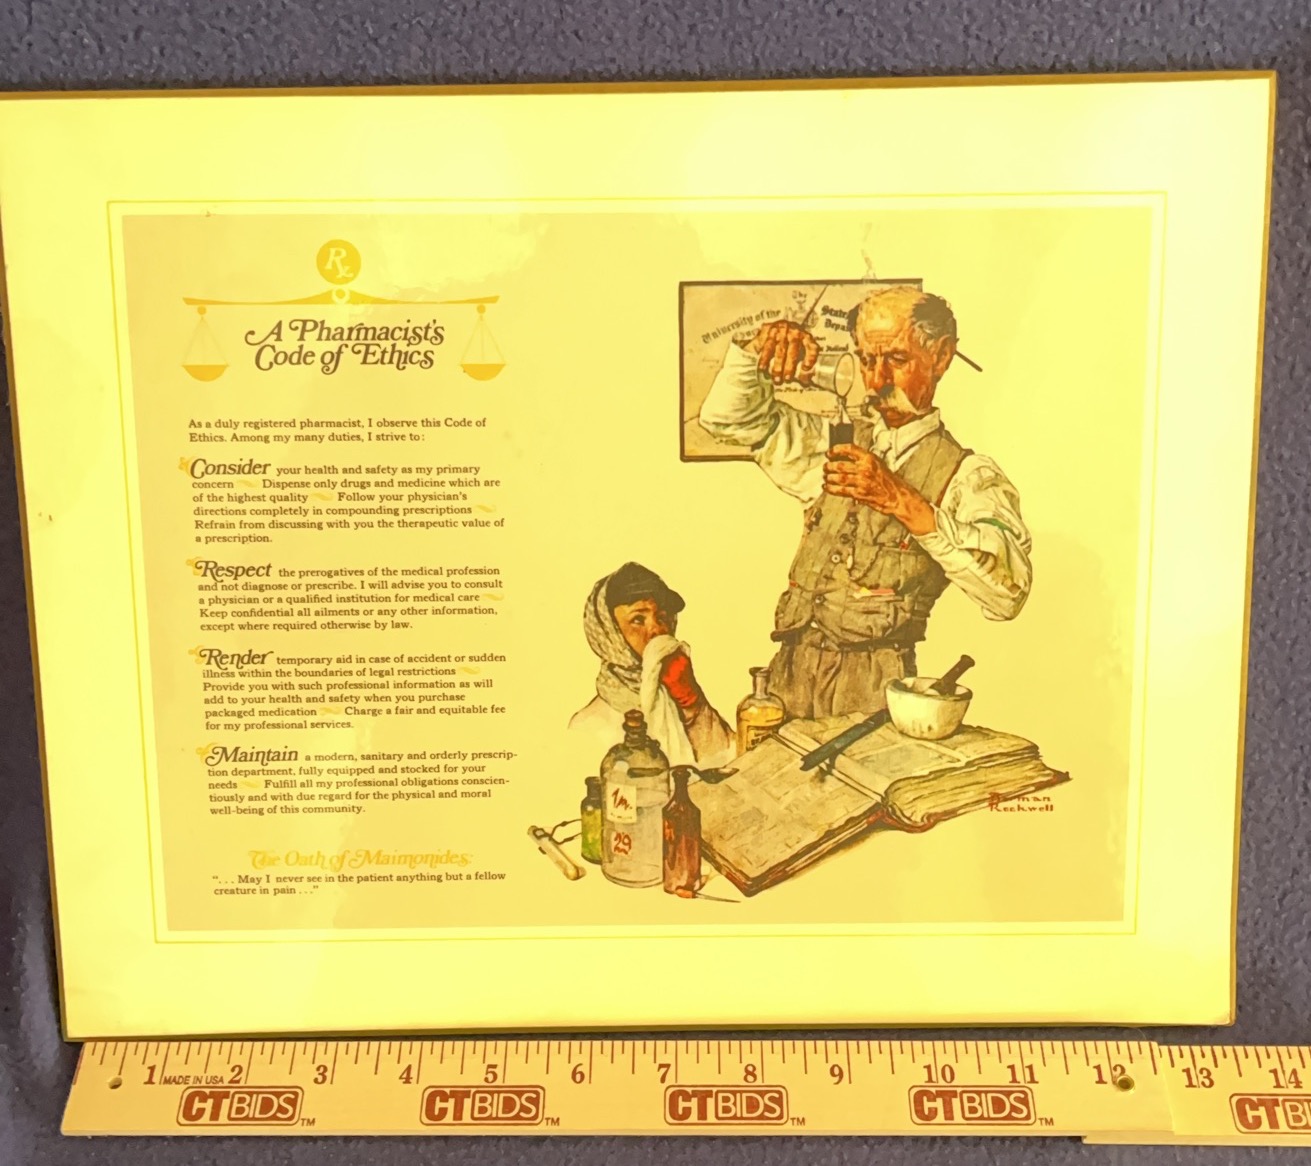 Rx
A Pharmacist's
Code of Ethics
As a duly registered pharmacist, I observe this Code of
Ethics. Among my many duties, I strive to:
Consider your health and safety as my primary
concern Dispense only drugs and medicine which are
of the highest quality Follow your physician's
directions completely in compounding prescriptions
Refrain from discussing with you the therapeutic value of
a prescription.
Respect the prerogatives of the medical profession
and not diagnose or prescribe. I will advise you to consult
a physician or a qualified institution for medical care
Keep confidential all ailments or any other information,
except where required otherwise by law.
Render temporary aid in case of accident or sudden
illness within the boundaries of legal restrictions
Provide you with such professional information as will
add to your health and safety when you purchase
packaged medication Charge a fair and equitable fee
for my professional services.
Maintain a modern, sanitary and orderly prescrip-
tion department, fully equipped and stocked for your
needs Fulfill all my professional obligations conscien-
tiously and with due regard for the physical and moral
well-being of this community.
The Oath of Maimonides:
"... May I never see in the patient anything but a fellow
creature in pain ..."
The
University of the State
29
Norman
Rockwell
1 MADE IN USA 2 3 4 5 6 7 8 9 10 11 12 13 14
CTBIDS™ CTBIDS™ CTBIDS™ CTBIDS™ CTBI